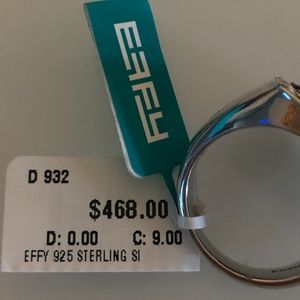 EFFY
D 932
$468.00
D: 0.00 C: 9.00
EFFY 925 STERLING SI